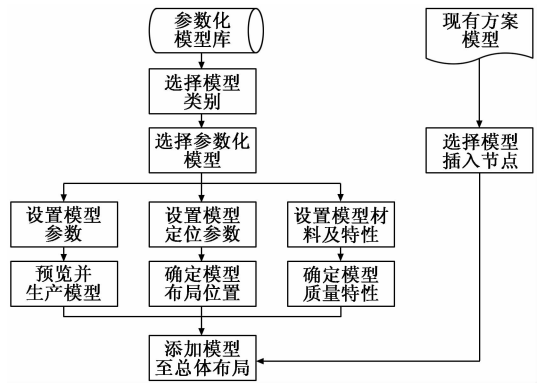 参数化
模型库
现有方案
模型
选择模型
类别
选择参数化
模型
选择模型
插入节点
设置模型
参数
设置模型
定位参数
设置模型材
料及特性
预览并
生产模型
确定模型
布局位置
确定模型
质量特性
添加模型
至总体布局